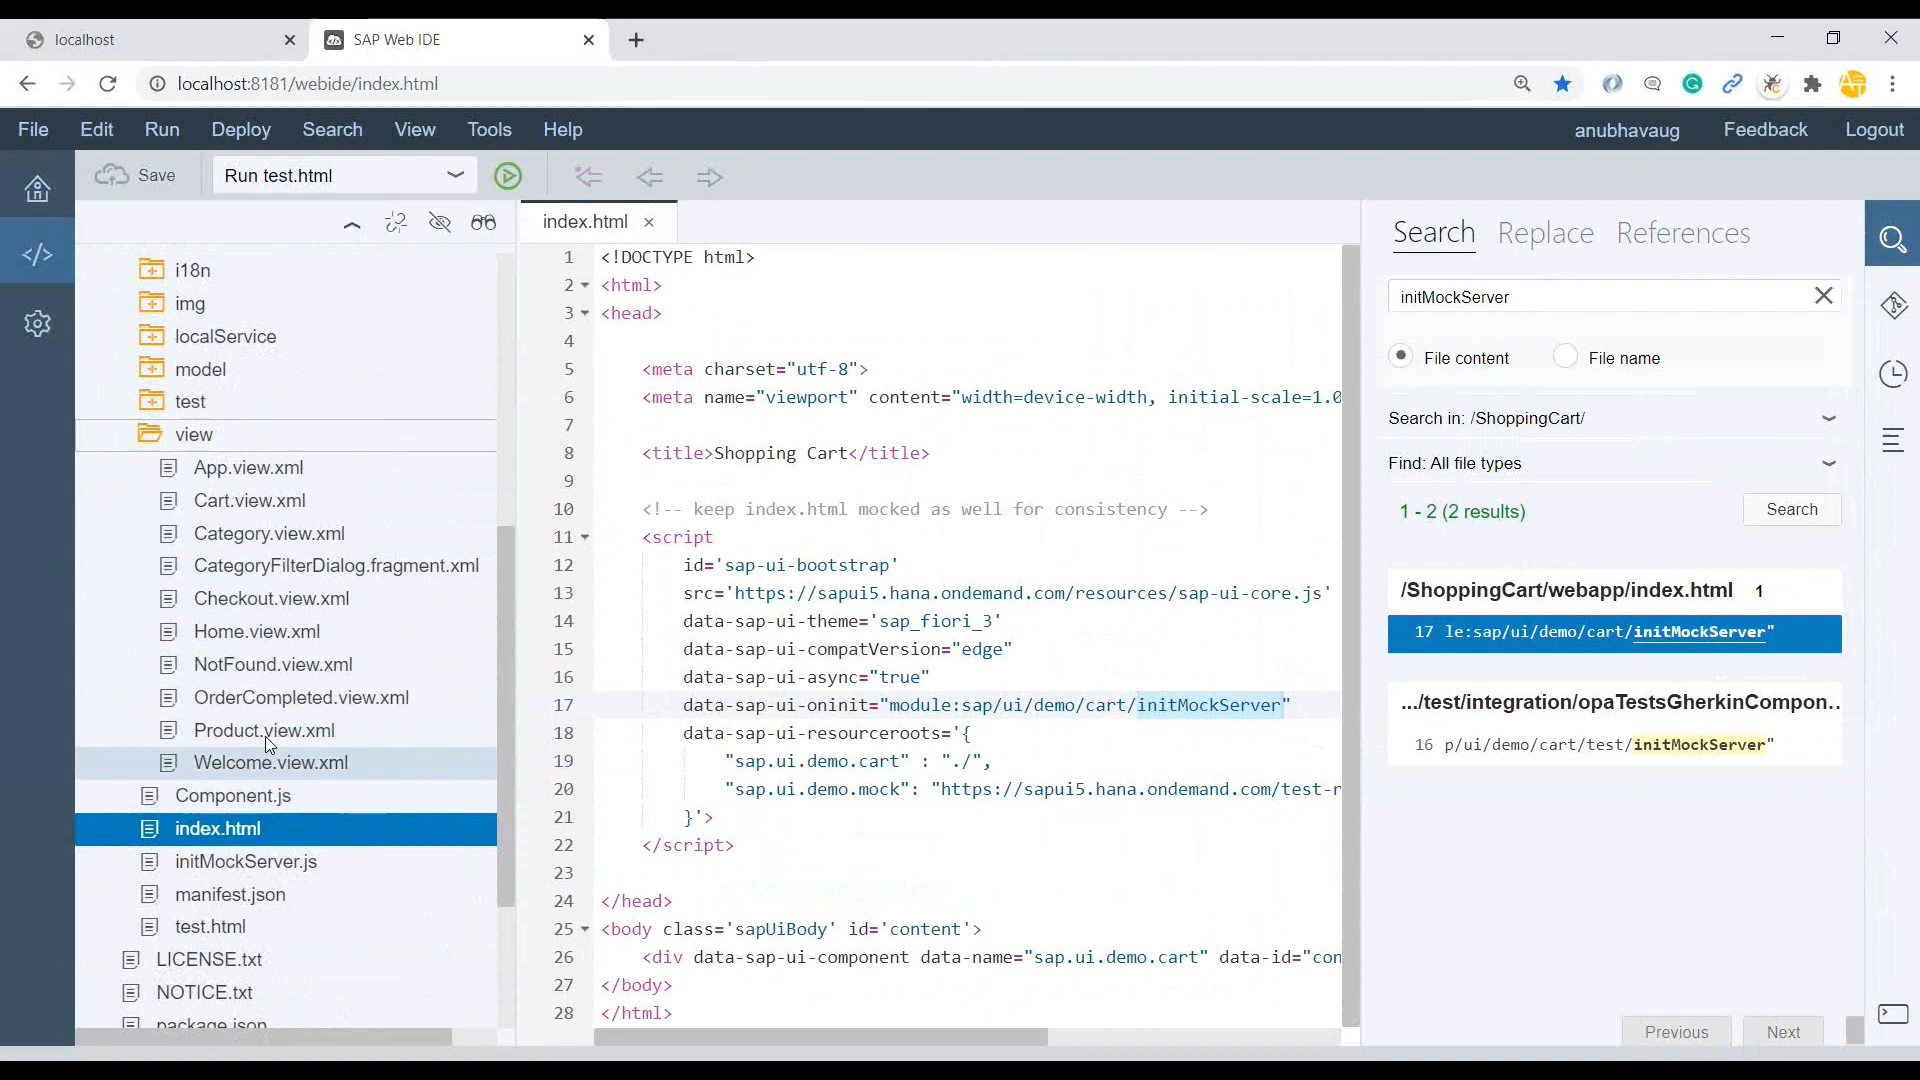 localhost
SAP Web IDE
localhost:8181/webide/index.html
File Edit Run Deploy Search View Tools Help anubhavaug Feedback Logout
Save Run test.html
i18n
img
localService
model
test
view
App.view.xml
Cart.view.xml
Category.view.xml
CategoryFilterDialog.fragment.xml
Checkout.view.xml
Home.view.xml
NotFound.view.xml
OrderCompleted.view.xml
Product.view.xml
Welcome.view.xml
Component.js
index.html
initMockServer.js
manifest.json
test.html
LICENSE.txt
NOTICE.txt
package.json
index.html
1 <!DOCTYPE html>
2 <html>
3 <head>
4
5 <meta charset="utf-8">
6 <meta name="viewport" content="width=device-width, initial-scale=1.0
7
8 <title>Shopping Cart</title>
9
10 <!-- keep index.html mocked as well for consistency -->
11 <script
12 id='sap-ui-bootstrap'
13 src='https://sapui5.hana.ondemand.com/resources/sap-ui-core.js'
14 data-sap-ui-theme='sap_fiori_3'
15 data-sap-ui-compatVersion="edge"
16 data-sap-ui-async="true"
17 data-sap-ui-oninit="module:sap/ui/demo/cart/initMockServer"
18 data-sap-ui-resourceroots='{
19 "sap.ui.demo.cart" : "./",
20 "sap.ui.demo.mock": "https://sapui5.hana.ondemand.com/test-r
21 }'>
22 </script>
23
24 </head>
25 <body class='sapUiBody' id='content'>
26 <div data-sap-ui-component data-name="sap.ui.demo.cart" data-id="con
27 </body>
28 </html>
Search Replace References
initMockServer
File content File name
Search in: /ShoppingCart/
Find: All file types
1 - 2 (2 results) Search
/ShoppingCart/webapp/index.html 1
17 le:sap/ui/demo/cart/initMockServer"
.../test/integration/opaTestsGherkinCompon...
16 p/ui/demo/cart/test/initMockServer"
Previous Next